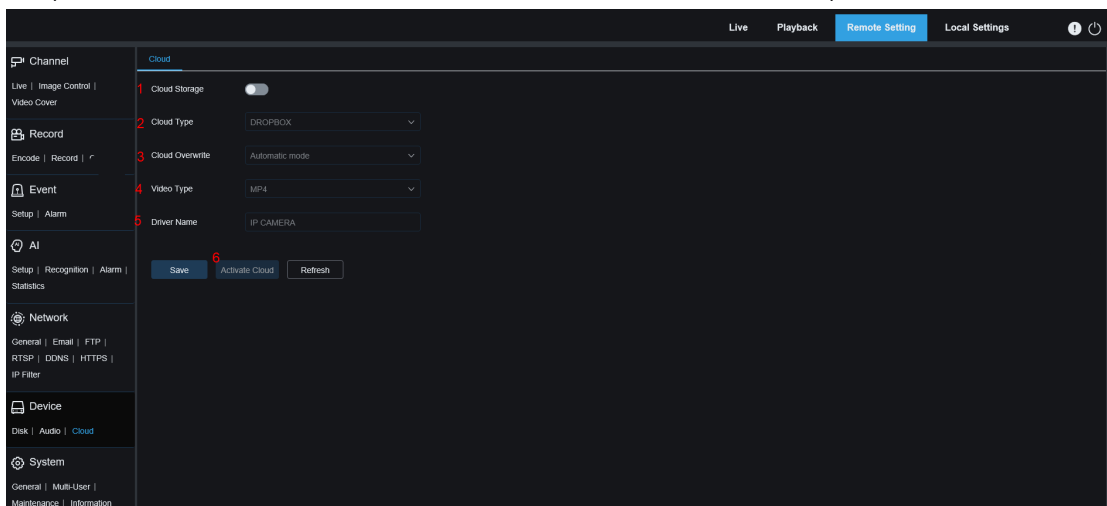 Live Playback Remote Setting Local Settings
Channel
Live | Image Control |
Video Cover
Record
Encode | Record |
Event
Setup | Alarm
AI
Setup | Recognition | Alarm |
Statistics
Network
General | Email | FTP |
RTSP | DDNS | HTTPS |
IP Filter
Device
Disk | Audio | Cloud
System
General | Multi-User |
Maintenance | Information
Cloud
1 Cloud Storage
2 Cloud Type DROPBOX
3 Cloud Overwrite Automatic mode
4 Video Type MP4
5 Driver Name IP CAMERA
6
Save Activate Cloud Refresh